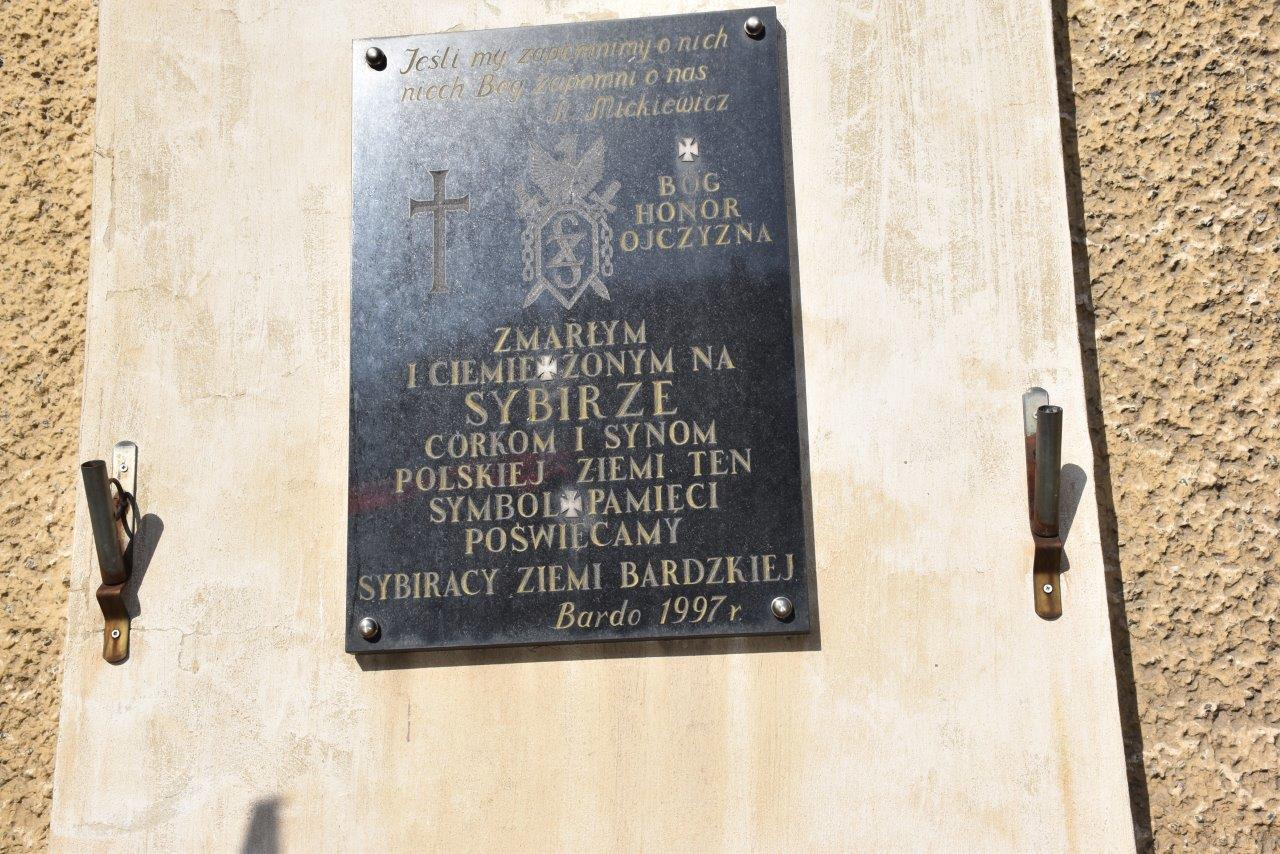 Jeśli my zapomnimy o nich
niech Bóg zapomni o nas
A. Mickiewicz
BÓG
HONOR
OJCZYZNA
ZMARŁYM
I CIEMIĘŻONYM NA
SYBIRZE
CÓRKOM I SYNOM
POLSKIEJ ZIEMI TEN
SYMBOL PAMIĘCI
POŚWIĘCAMY
SYBIRACY ZIEMI BARDZKIEJ
Bardo 1997 r.